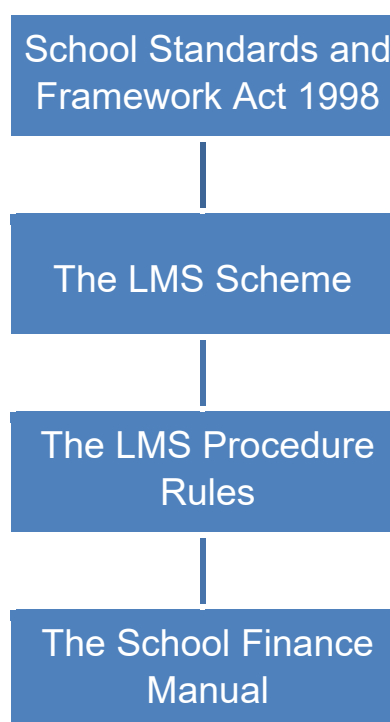 School Standards and
Framework Act 1998
The LMS Scheme
The LMS Procedure
Rules
The School Finance
Manual